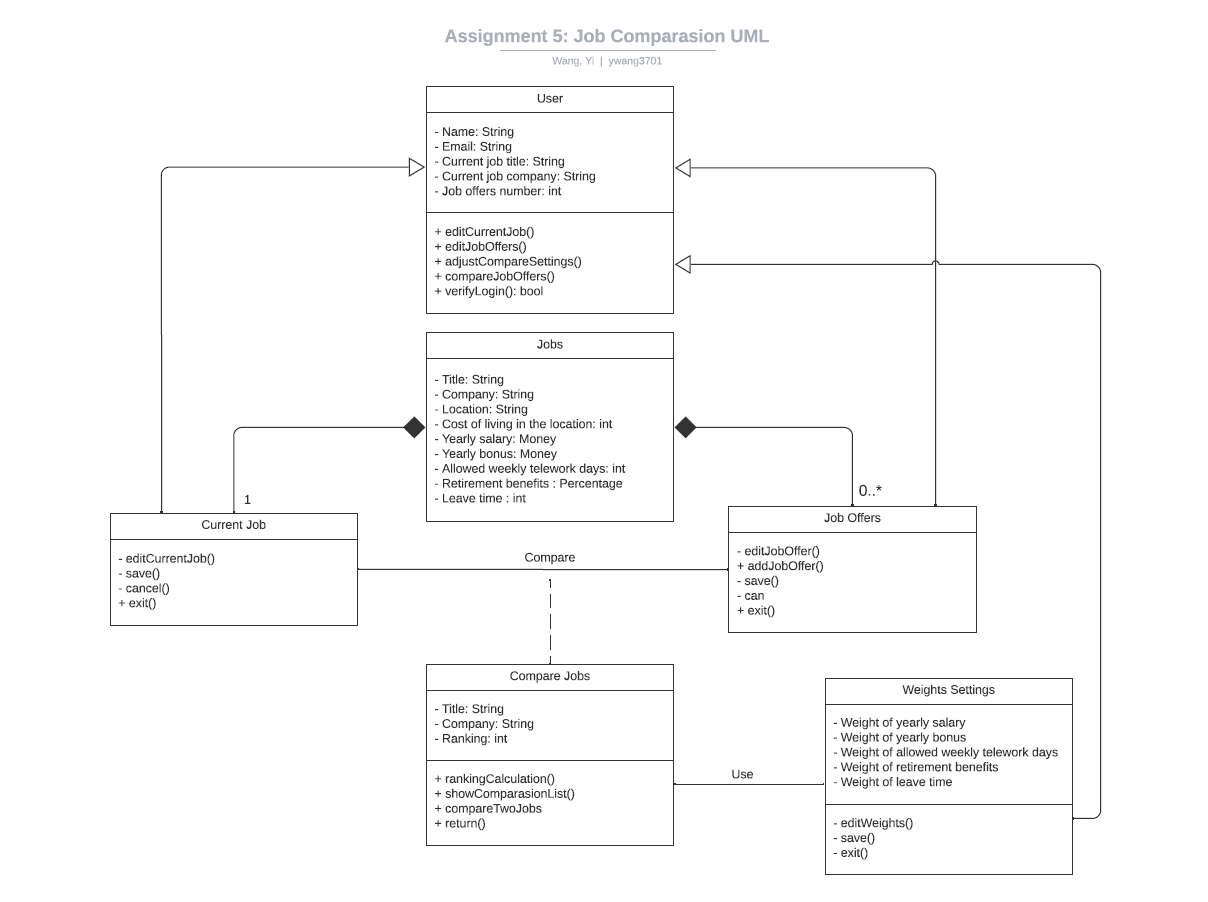 Assignment 5: Job Comparasion UML
Wang, Yi | ywang3701
User
- Name: String
- Email: String
- Current job title: String
- Current job company: String
- Job offers number: int
+ editCurrentJob()
+ editJobOffers()
+ adjustCompareSettings()
+ compareJobOffers()
+ verifyLogin(): bool
Jobs
- Title: String
- Company: String
- Location: String
- Cost of living in the location: int
- Yearly salary: Money
- Yearly bonus: Money
- Allowed weekly telework days: int
- Retirement benefits : Percentage
- Leave time : int
1
0..*
Current Job
- editCurrentJob()
- save()
- cancel()
+ exit()
Compare
Job Offers
- editJobOffer()
+ addJobOffer()
- save()
- can
+ exit()
Compare Jobs
- Title: String
- Company: String
- Ranking: int
+ rankingCalculation()
+ showComparasionList()
+ compareTwoJobs
+ return()
Use
Weights Settings
- Weight of yearly salary
- Weight of yearly bonus
- Weight of allowed weekly telework days
- Weight of retirement benefits
- Weight of leave time
- editWeights()
- save()
- exit()